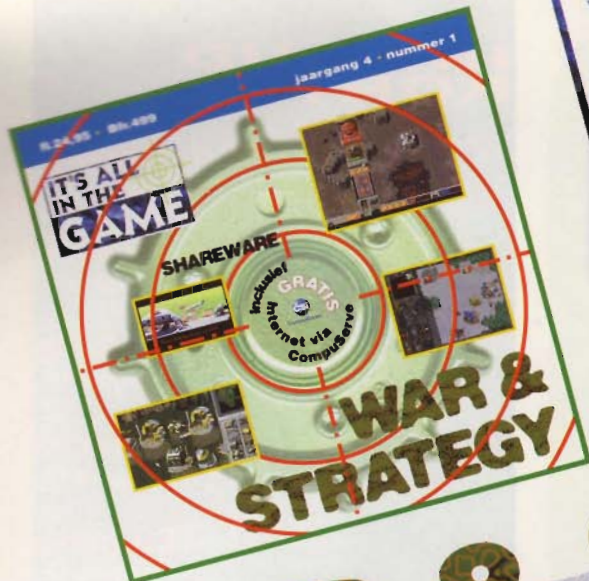 jaargang 4 - nummer 1
fl.24,95 - Bfr.499
IT'S ALL
IN THE
GAME
SHAREWARE
Inclusief
GRATIS
Internet via
CompuServe
WAR &
STRATEGY